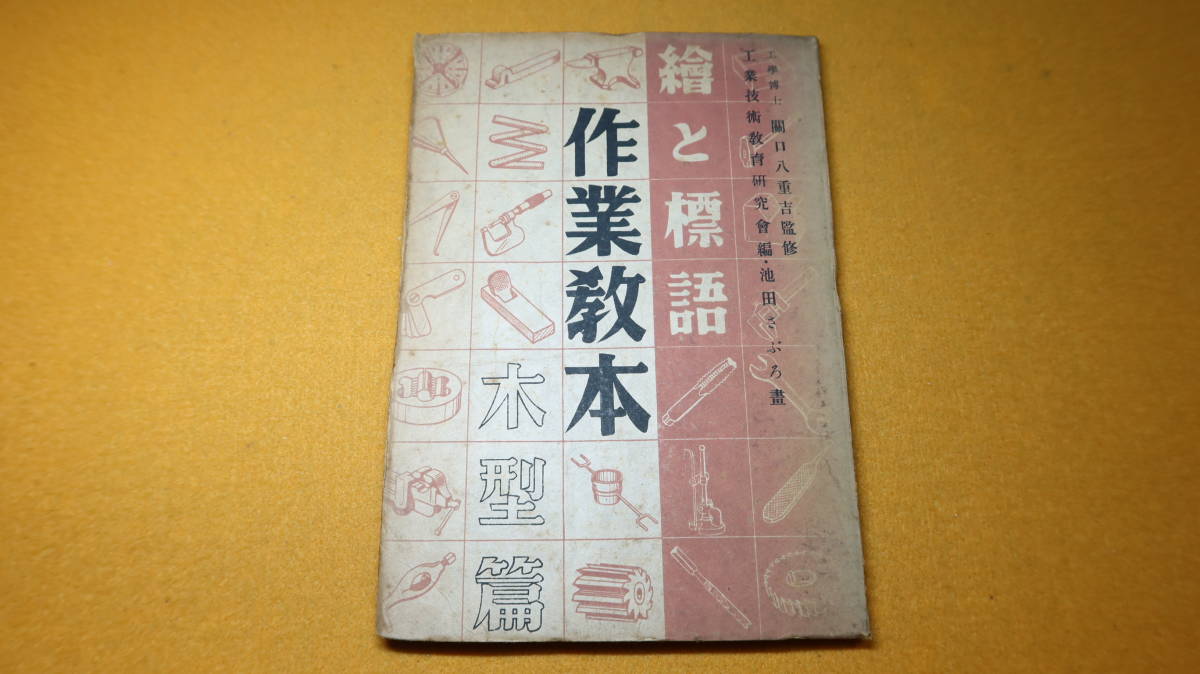 工學博士 關口八重吉監修
工業技術教育研究會編・池田さぶろ畫
繪と標語
作業教本
木型篇